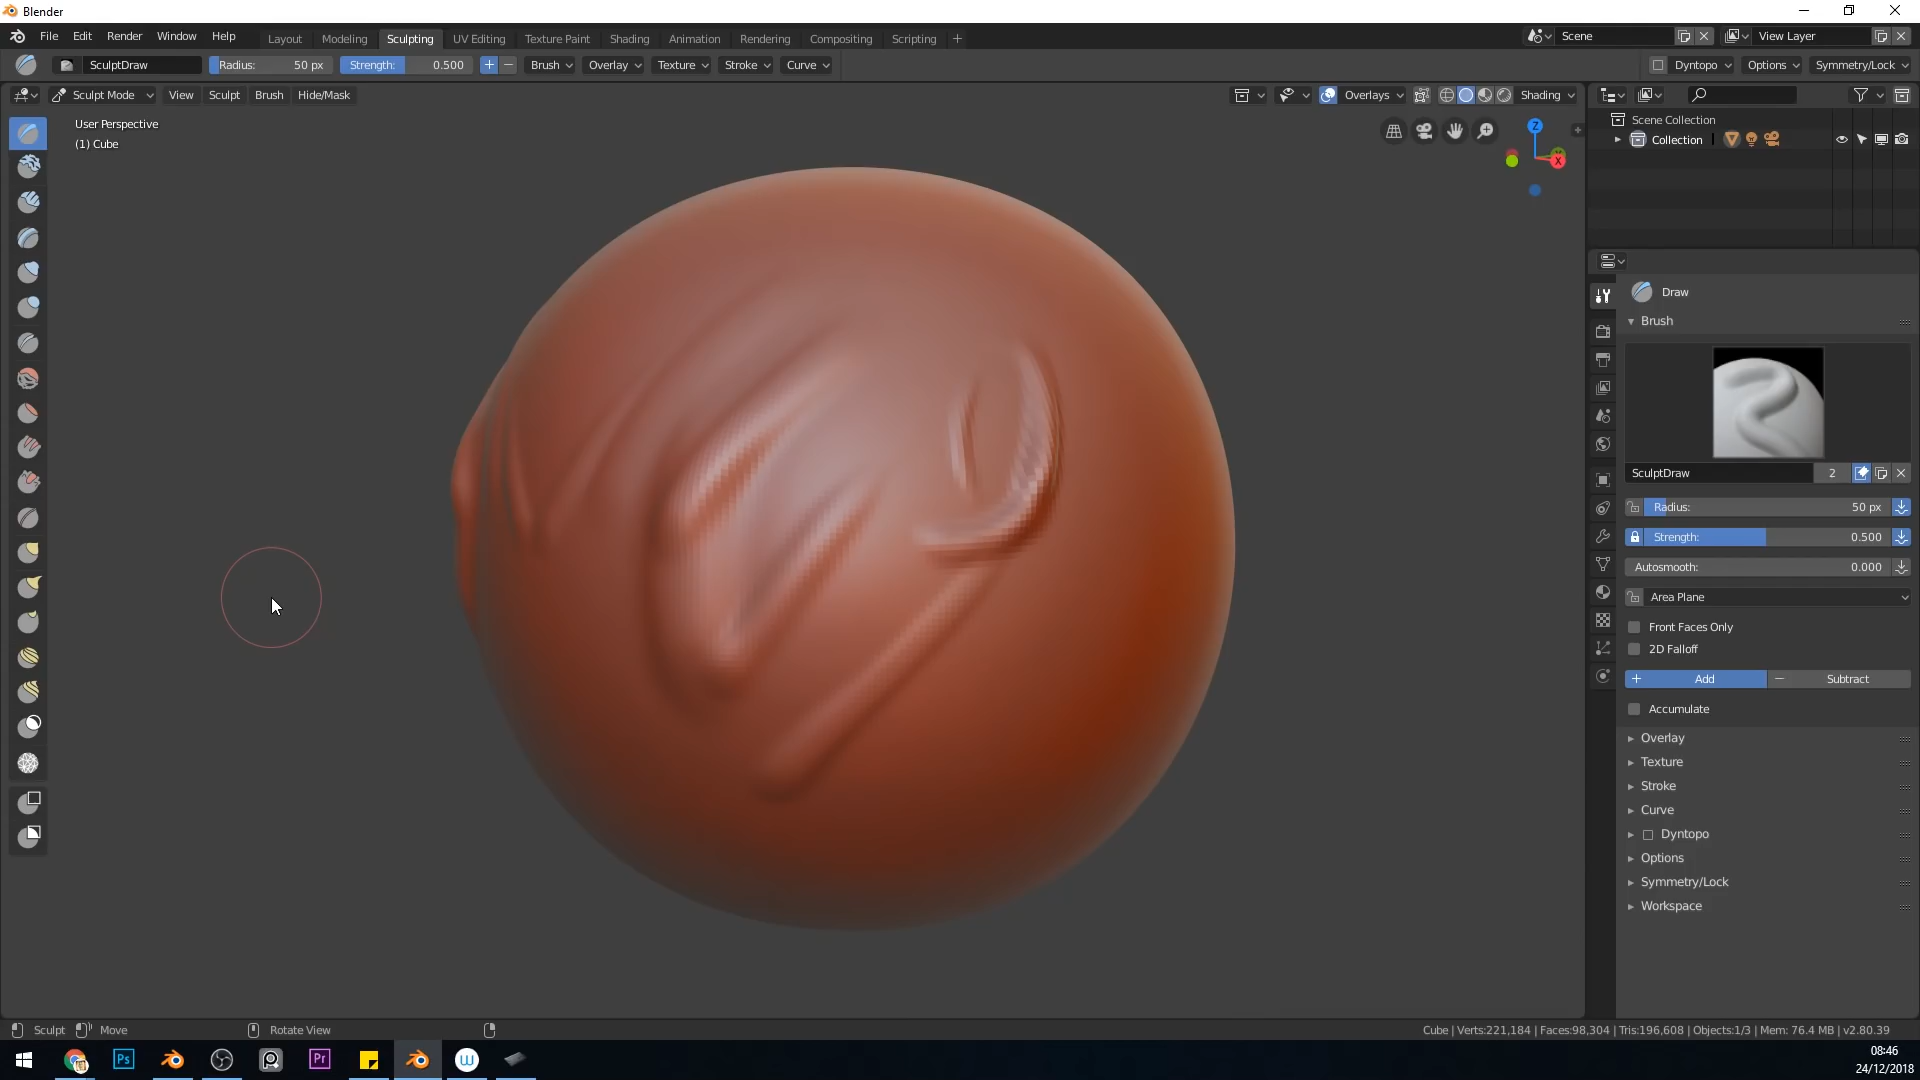 Blender
File Edit Render Window Help Layout Modeling Sculpting UV Editing Texture Paint Shading Animation Rendering Compositing Scripting + Scene View Layer
SculptDraw Radius: 50 px Strength: 0.500 + − Brush Overlay Texture Stroke Curve Dyntopo Options Symmetry/Lock
Sculpt Mode View Sculpt Brush Hide/Mask Overlays Shading
User Perspective
(1) Cube
Z
X
Scene Collection
Collection
Draw
Brush
SculptDraw 2
Radius: 50 px
Strength: 0.500
Autosmooth: 0.000
Area Plane
Front Faces Only
2D Falloff
+ Add − Subtract
Accumulate
Overlay
Texture
Stroke
Curve
Dyntopo
Options
Symmetry/Lock
Workspace
Sculpt Move Rotate View Cube | Verts:221,184 | Faces:98,304 | Tris:196,608 | Objects:1/3 | Mem: 76.4 MB | v2.80.39
Ps Pr W
08:46
24/12/2018